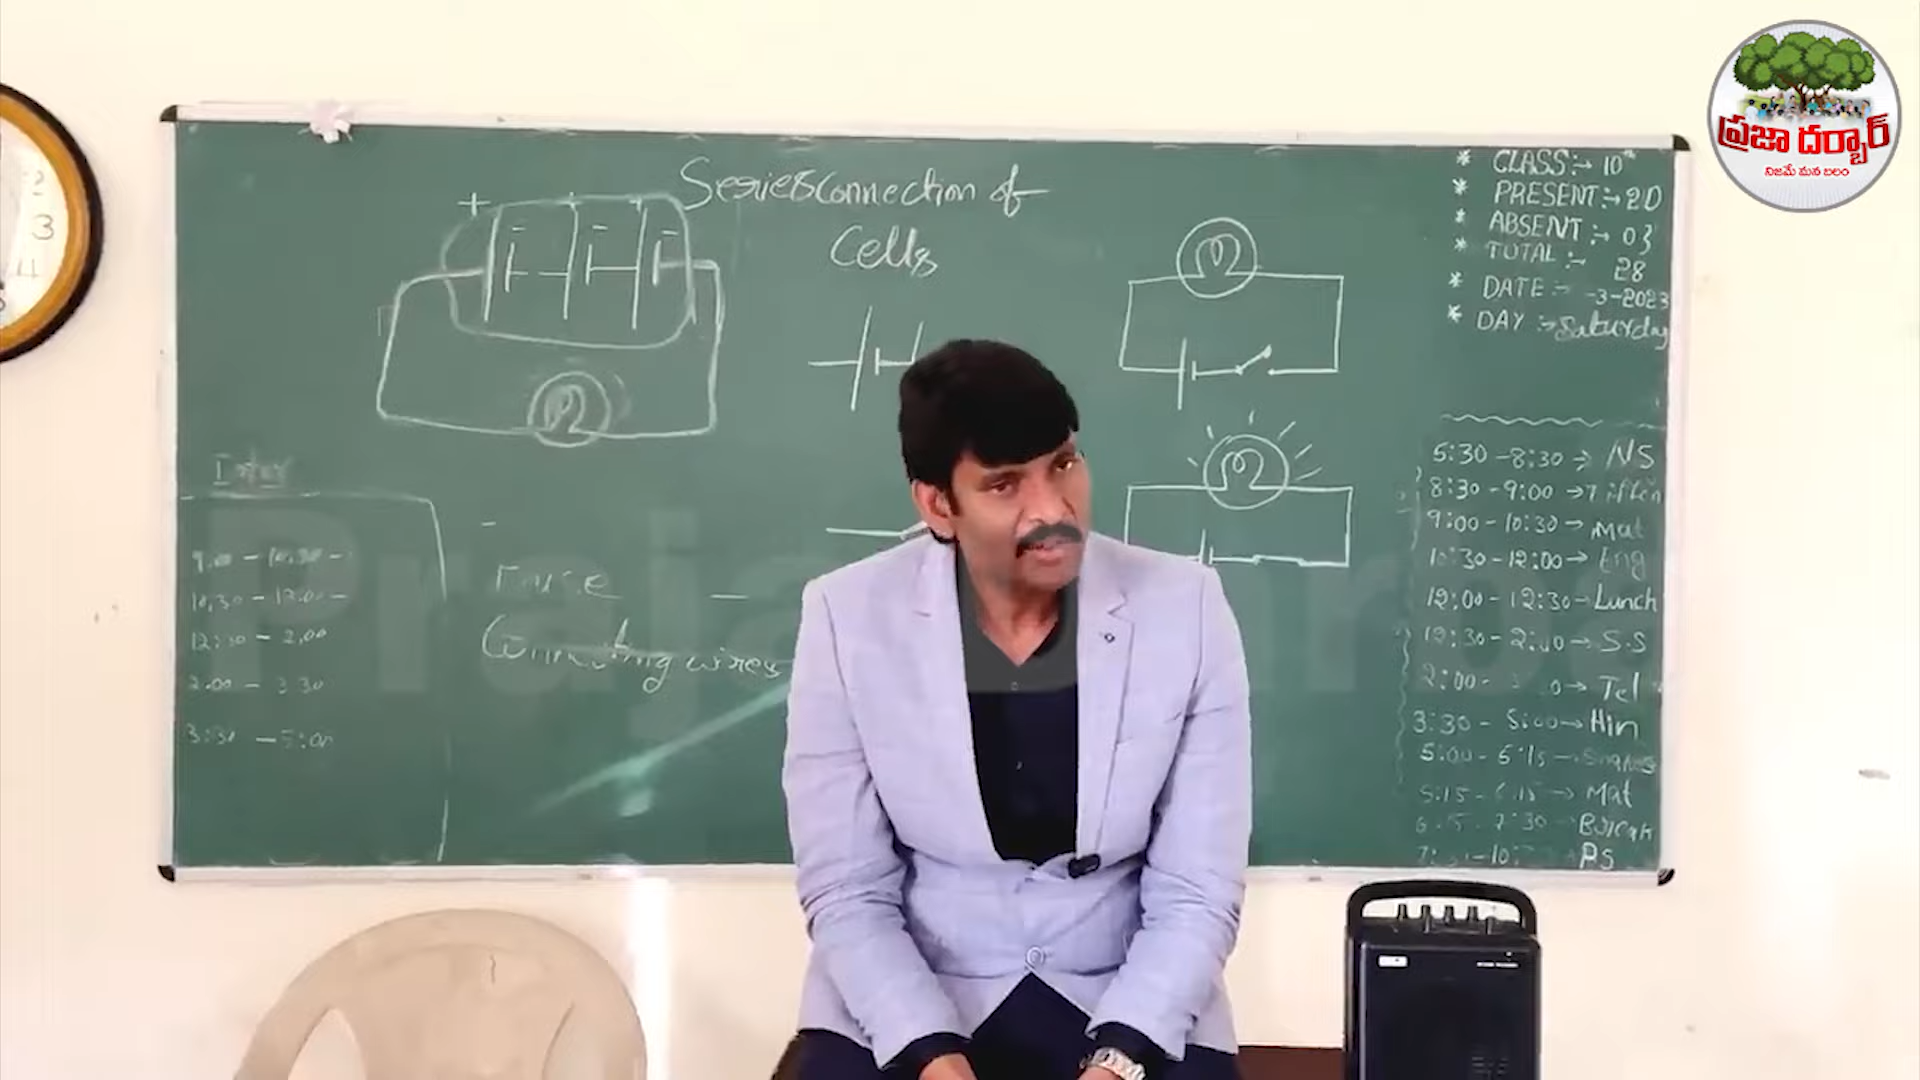 Series Connection of
Cells
+
Inter
9.00 - 10.30 -
10.30 - 12.00 -
12:30 - 2.00
2.00 - 3 30
3:30 - 5:00
Fuse
Connecting wires
* CLASS:- 10th
* PRESENT:- 20
* ABSENT :- 03
* TOTAL :- 28
* DATE :- -3-2023
* DAY :- Saturday
5:30 - 8:30 → NS
8:30 - 9:00 → Tiffin
9:00 - 10:30 → Mat
10:30 - 12:00 → Eng
12:00 - 12:30 → Lunch
12:30 - 2:00 → S.S
2:00 - → Tel
3:30 - 5:00 → Hin
Mat
Break
PS
ప్రజా దర్బార్
నిజమే మన బలం